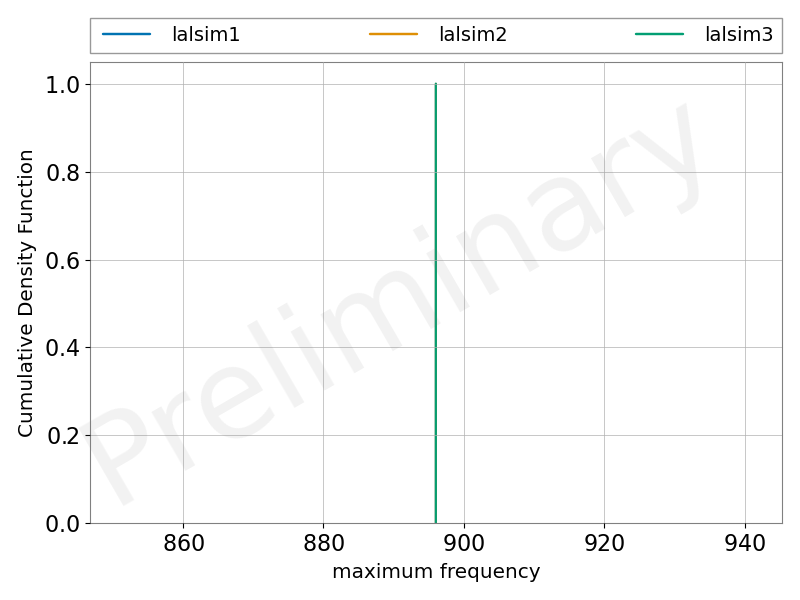 lalsim1 lalsim2 lalsim3
1.0
0.8
0.6
0.4
0.2
0.0
Cumulative Density Function
Preliminary
860 880 900 920 940
maximum frequency